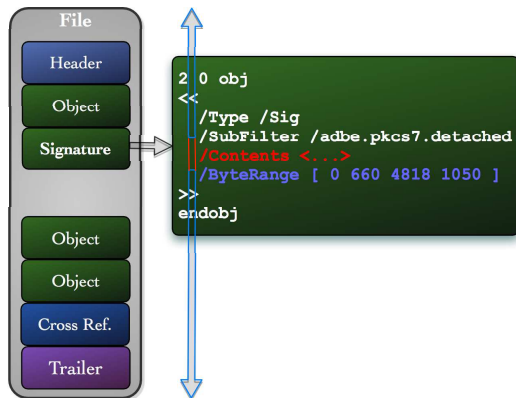 File
Header
Object
Signature
Object
Object
Cross Ref.
Trailer
2 0 obj
<<
/Type /Sig
/SubFilter /adbe.pkcs7.detached
/Contents <...>
/ByteRange [ 0 660 4818 1050 ]
>>
endobj